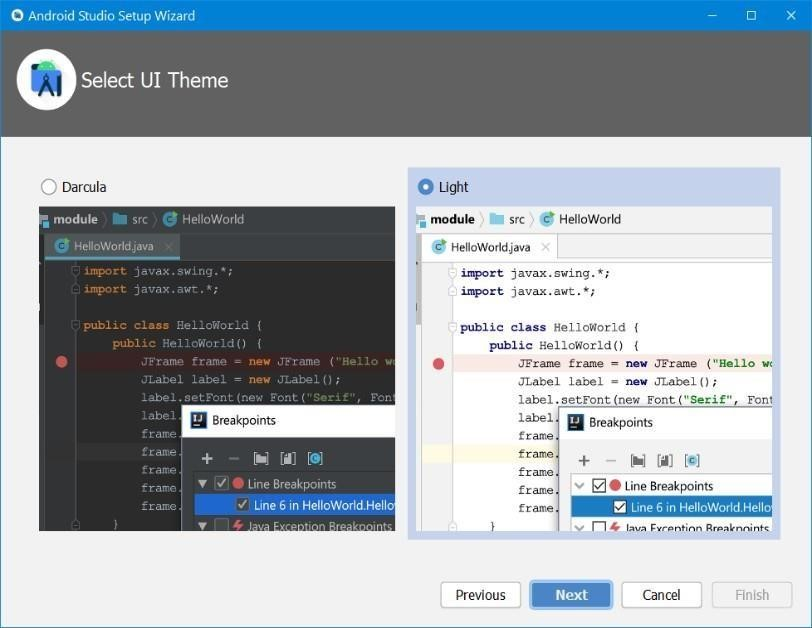 Android Studio Setup Wizard
Select UI Theme
Darcula
module src HelloWorld
HelloWorld.java
import javax.swing.*;
import javax.awt.*;
public class HelloWorld {
public HelloWorld() {
JFrame frame = new JFrame ("Hello wo
JLabel label = new JLabel();
label.setFont(new Font("Serif", Font
label.
frame.
frame.
frame.
frame.
frame.
}
Breakpoints
Line Breakpoints
Line 6 in HelloWorld.Hello
Java Exception Breakpoints
Light
module src HelloWorld
HelloWorld.java
import javax.swing.*;
import javax.awt.*;
public class HelloWorld {
public HelloWorld() {
JFrame frame = new JFrame ("Hello wo
JLabel label = new JLabel();
label.setFont(new Font("Serif", Font
label.
frame.
frame.
frame.
frame.
frame.
}
Breakpoints
Line Breakpoints
Line 6 in HelloWorld.Hello
Java Exception Breakpoints
Previous Next Cancel Finish